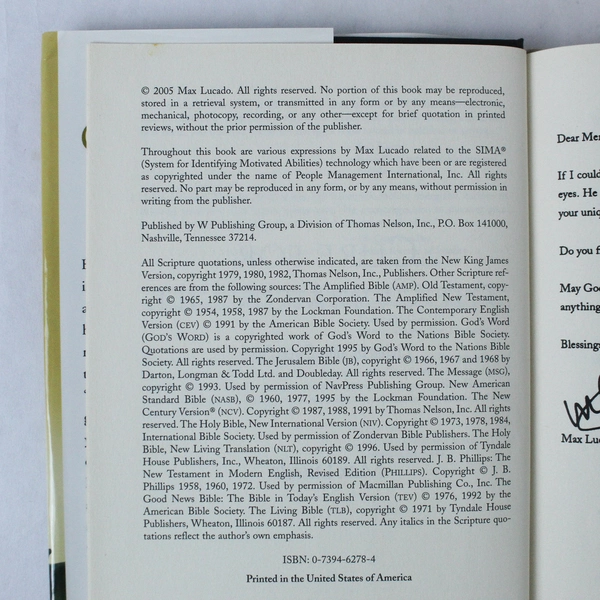 © 2005 Max Lucado. All rights reserved. No portion of this book may be reproduced,
stored in a retrieval system, or transmitted in any form or by any means—electronic,
mechanical, photocopy, recording, or any other—except for brief quotation in printed
reviews, without the prior permission of the publisher.
Throughout this book are various expressions by Max Lucado related to the SIMA®
(System for Identifying Motivated Abilities) technology which have been or are registered
as copyrighted under the name of People Management International, Inc. All rights
reserved. No part may be reproduced in any form, or by any means, without permission in
writing from the publisher.
Published by W Publishing Group, a Division of Thomas Nelson, Inc., P.O. Box 141000,
Nashville, Tennessee 37214.
All Scripture quotations, unless otherwise indicated, are taken from the New King James
Version, copyright 1979, 1980, 1982, Thomas Nelson, Inc., Publishers. Other Scripture ref-
erences are from the following sources: The Amplified Bible (AMP). Old Testament, copy-
right © 1965, 1987 by the Zondervan Corporation. The Amplified New Testament,
copyright © 1954, 1958, 1987 by the Lockman Foundation. The Contemporary English
Version (CEV) © 1991 by the American Bible Society. Used by permission. God's Word
(GOD'S WORD) is a copyrighted work of God's Word to the Nations Bible Society.
Quotations are used by permission. Copyright 1995 by God's Word to the Nations Bible
Society. All rights reserved. The Jerusalem Bible (JB), copyright © 1966, 1967 and 1968 by
Darton, Longman & Todd Ltd. and Doubleday. All rights reserved. The Message (MSG),
copyright © 1993. Used by permission of NavPress Publishing Group. New American
Standard Bible (NASB), © 1960, 1977, 1995 by the Lockman Foundation. The New
Century Version® (NCV). Copyright © 1987, 1988, 1991 by Thomas Nelson, Inc. All rights
reserved. The Holy Bible, New International Version (NIV). Copyright © 1973, 1978, 1984,
International Bible Society. Used by permission of Zondervan Bible Publishers. The Holy
Bible, New Living Translation (NLT), copyright © 1996. Used by permission of Tyndale
House Publishers, Inc., Wheaton, Illinois 60189. All rights reserved. J. B. Phillips: The
New Testament in Modern English, Revised Edition (PHILLIPS). Copyright © J. B.
Phillips 1958, 1960, 1972. Used by permission of Macmillan Publishing Co., Inc. The
Good News Bible: The Bible in Today's English Version (TEV) © 1976, 1992 by the
American Bible Society. The Living Bible (TLB), copyright © 1971 by Tyndale House
Publishers, Wheaton, Illinois 60187. All rights reserved. Any italics in the Scripture quo-
tations reflect the author's own emphasis.
ISBN: 0-7394-6278-4
Printed in the United States of America
Dear Me
If I coul
eyes. He
your uniq
Do you f
May Go
anything
Blessing
Max Luc